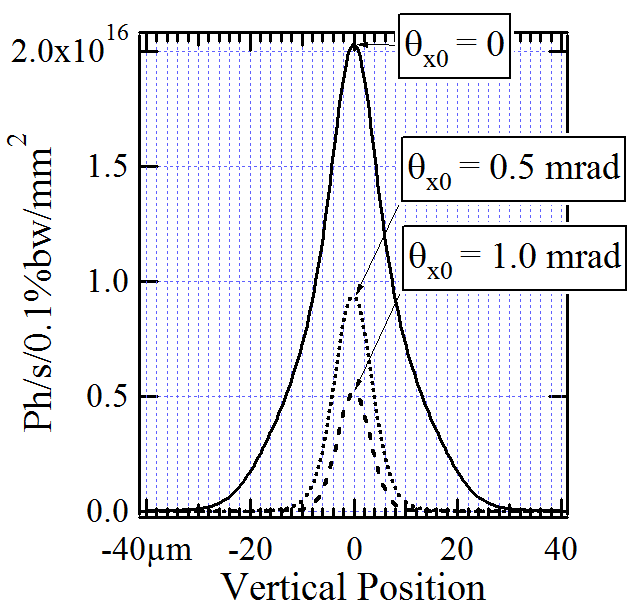 2.0x10^16
θx0 = 0
1.5
θx0 = 0.5 mrad
θx0 = 1.0 mrad
1.0
0.5
0.0
Ph/s/0.1%bw/mm^2
-40µm -20 0 20 40
Vertical Position